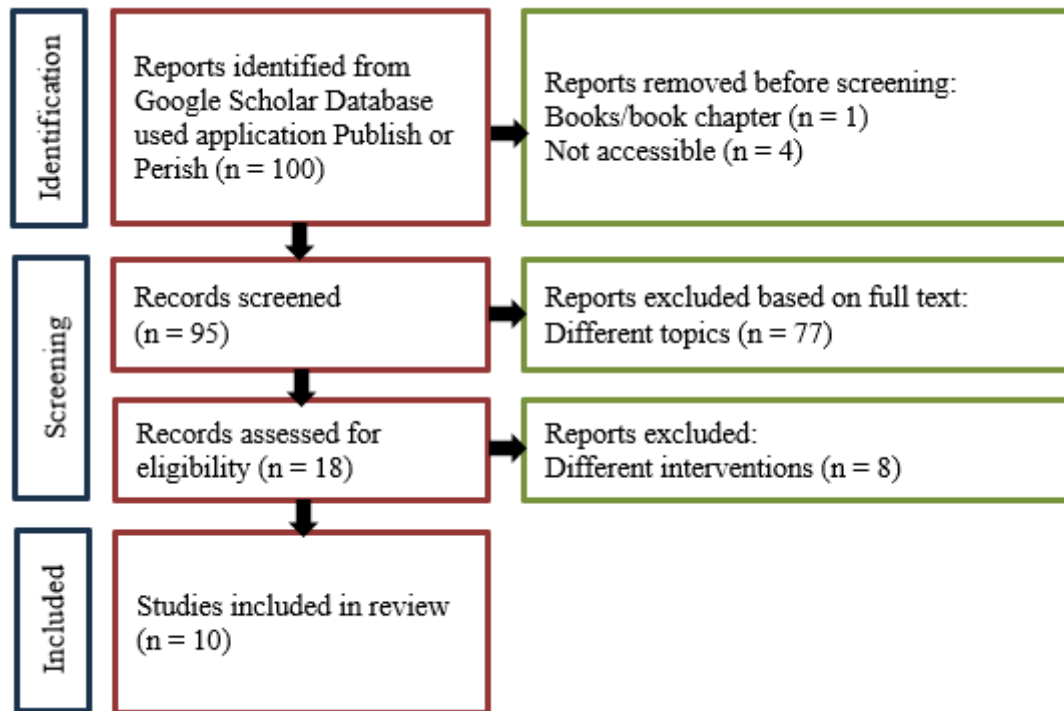 Identification
Reports identified from
Google Scholar Database
used application Publish or
Perish (n = 100)
Reports removed before screening:
Books/book chapter (n = 1)
Not accessible (n = 4)
Screening
Records screened
(n = 95)
Reports excluded based on full text:
Different topics (n = 77)
Records assessed for
eligibility (n = 18)
Reports excluded:
Different interventions (n = 8)
Included
Studies included in review
(n = 10)